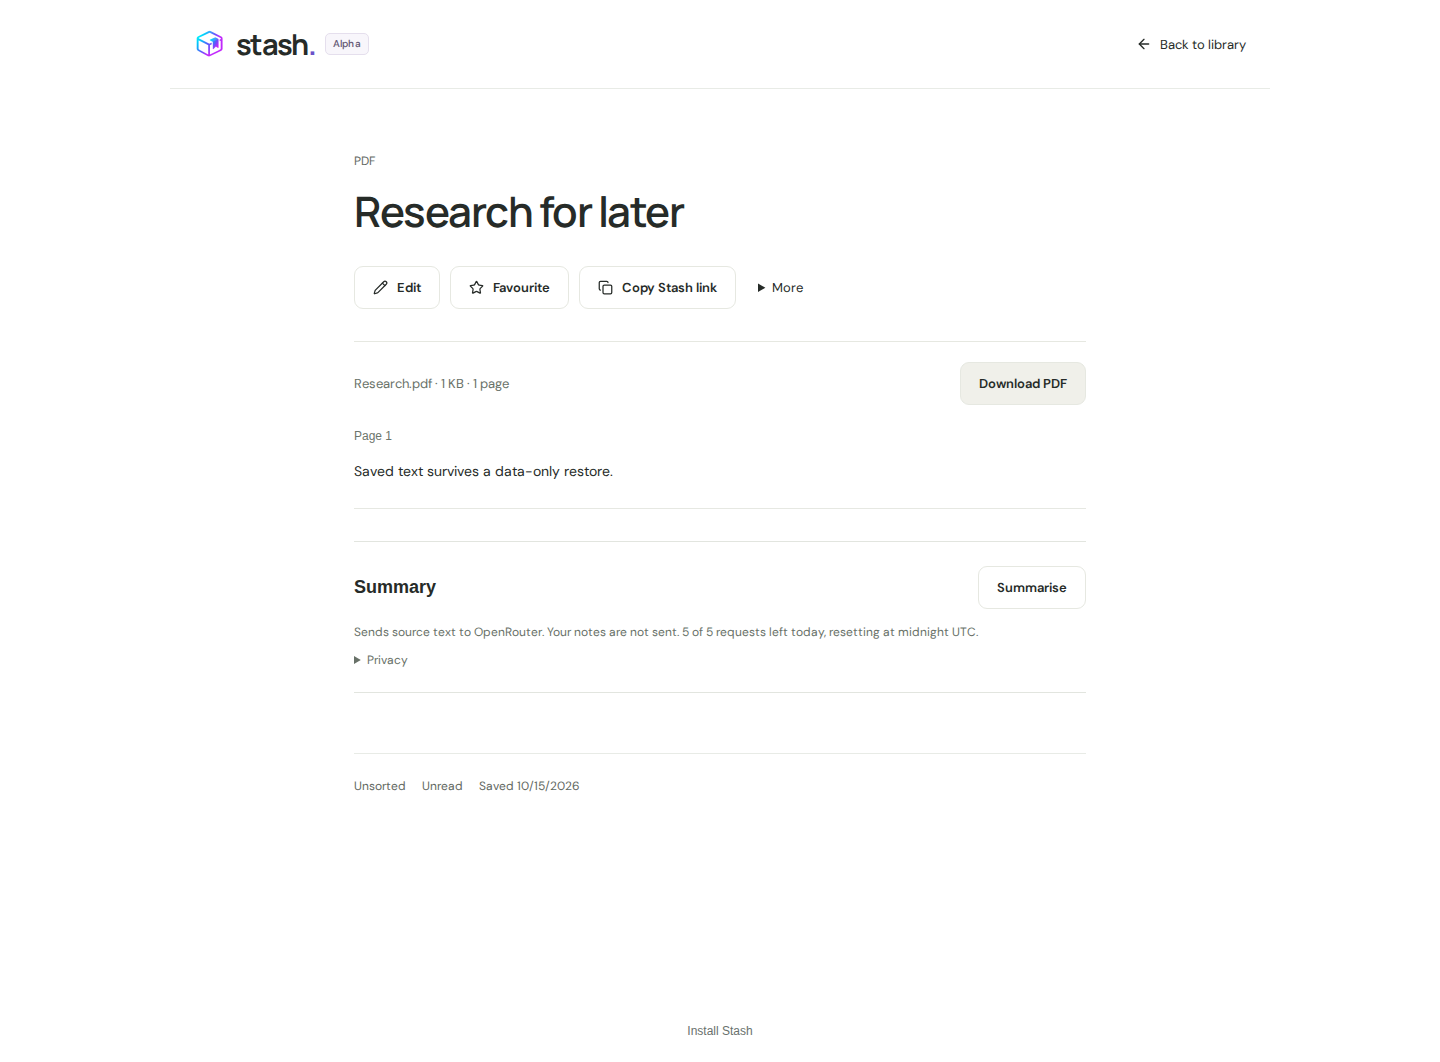 stash. Alpha
Back to library
PDF
Research for later
Edit Favourite Copy Stash link More
Research.pdf · 1 KB · 1 page
Download PDF
Page 1
Saved text survives a data-only restore.
Summary
Summarise
Sends source text to OpenRouter. Your notes are not sent. 5 of 5 requests left today, resetting at midnight UTC.
Privacy
Unsorted Unread Saved 10/15/2026
Install Stash